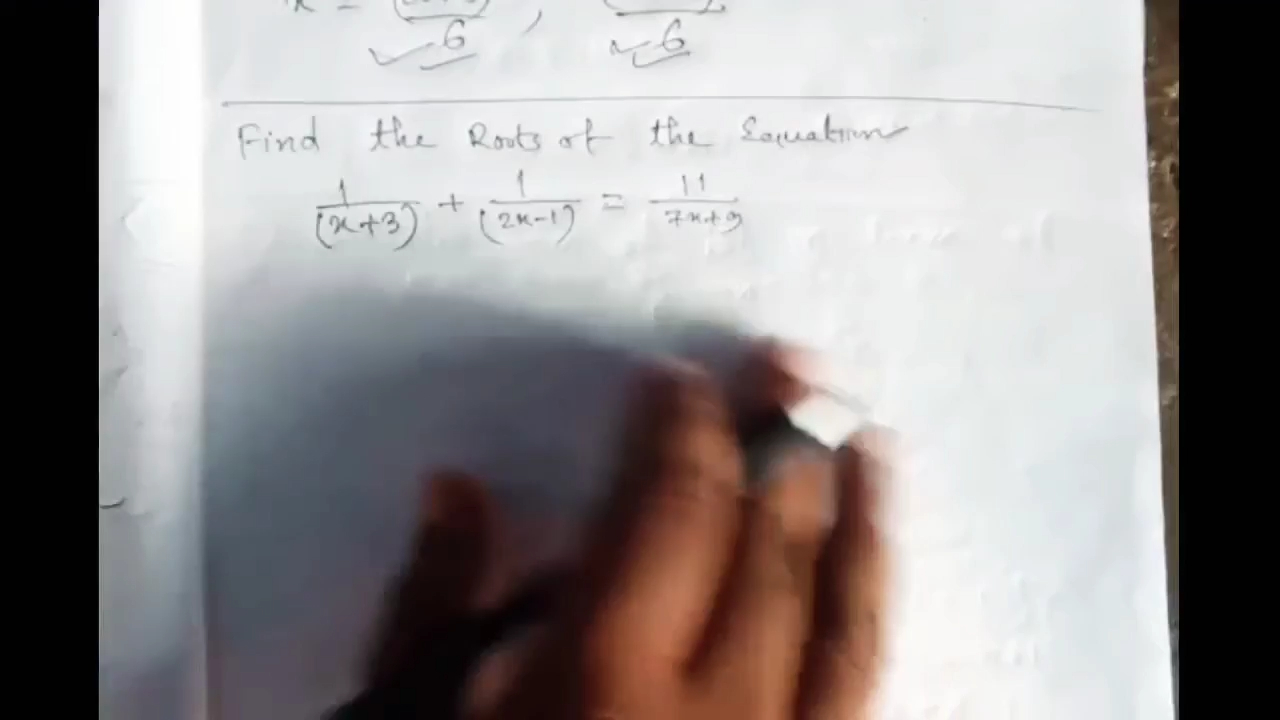 6 , 6
Find the Roots of the Equation
1/(x+3) + 1/(2x-1) = 11/7x+9